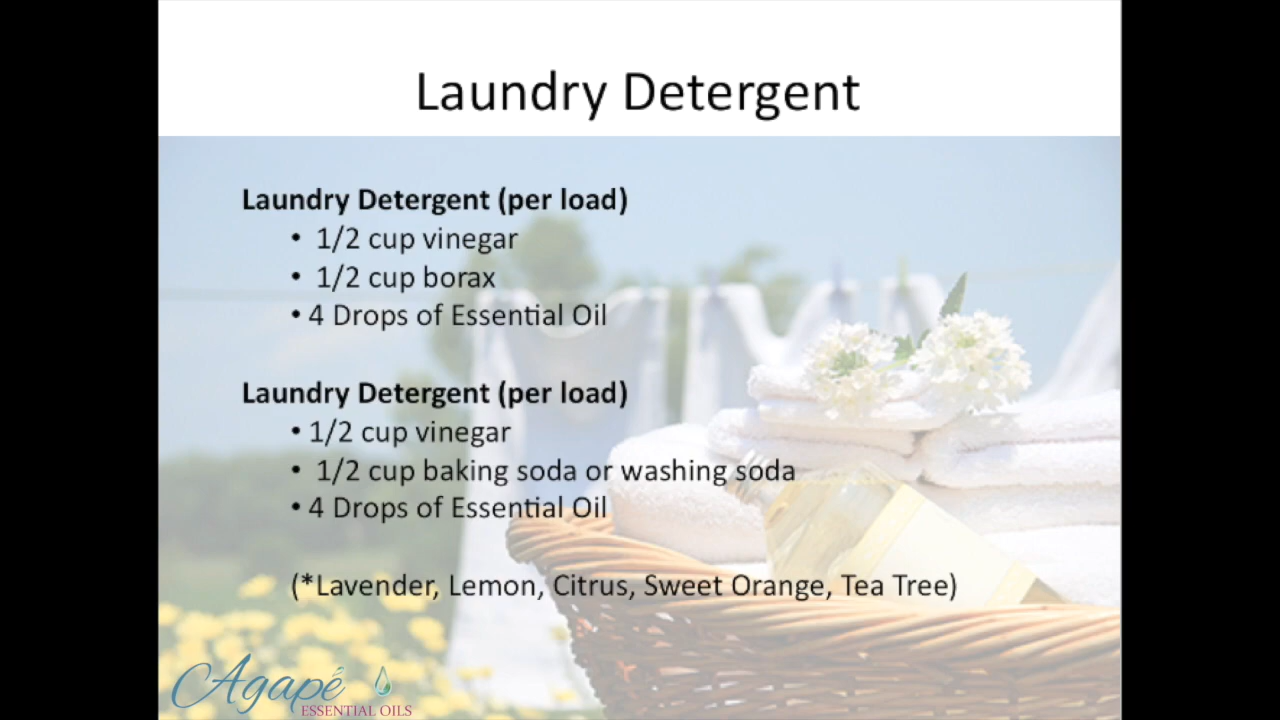 Laundry Detergent
Laundry Detergent (per load)
• 1/2 cup vinegar
• 1/2 cup borax
• 4 Drops of Essential Oil
Laundry Detergent (per load)
• 1/2 cup vinegar
• 1/2 cup baking soda or washing soda
• 4 Drops of Essential Oil
(*Lavender, Lemon, Citrus, Sweet Orange, Tea Tree)
Agapé
ESSENTIAL OILS